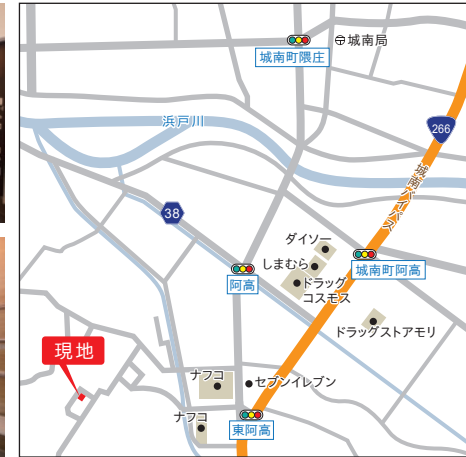 城南局
城南町隈庄
浜戸川
266
城南バイパス
38
ダイソー
しまむら
ドラッグ
コスモス
城南町阿高
阿高
ドラッグストアモリ
現地
ナフコ
セブンイレブン
ナフコ
東阿高